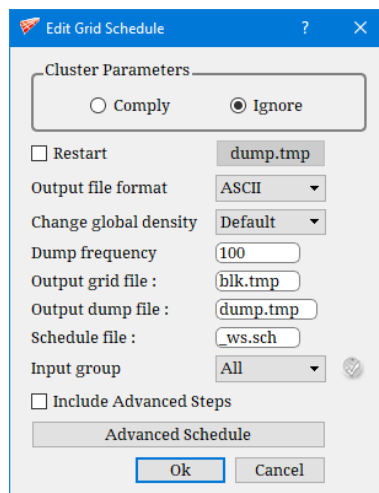 Edit Grid Schedule ?
Cluster Parameters
Comply Ignore
Restart dump.tmp
Output file format ASCII
Change global density Default
Dump frequency 100
Output grid file : blk.tmp
Output dump file : dump.tmp
Schedule file : _ws.sch
Input group All
Include Advanced Steps
Advanced Schedule
Ok Cancel